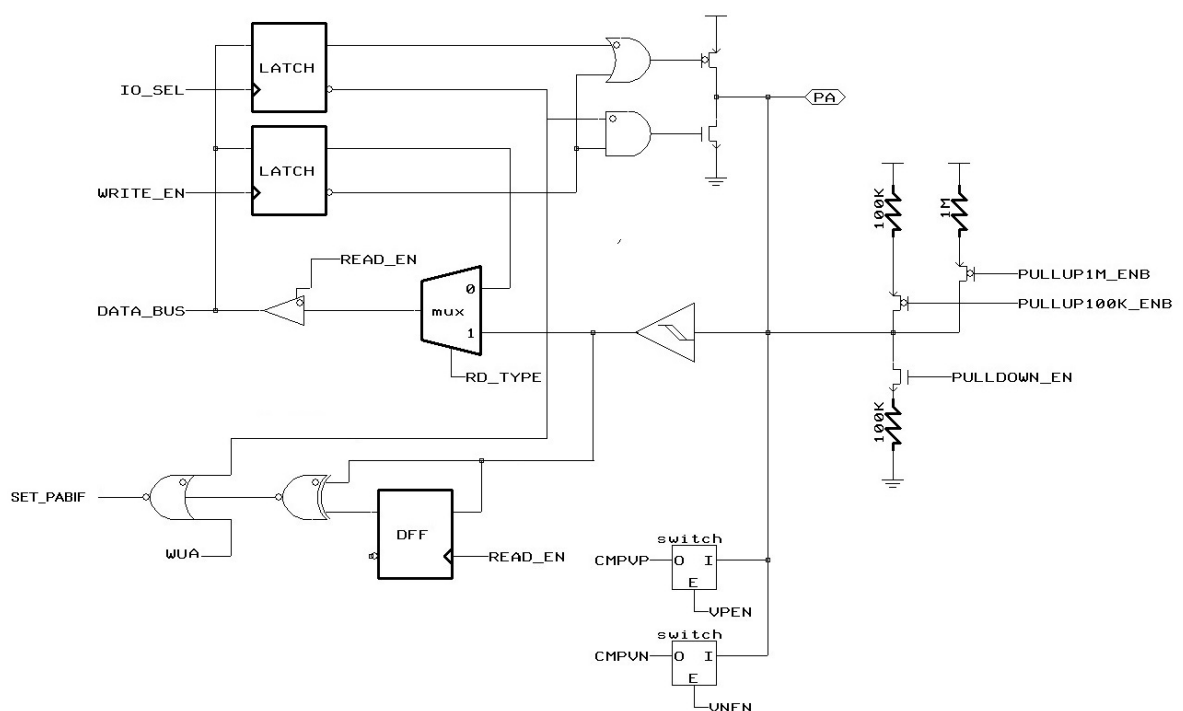 LATCH
IO_SEL
PA
LATCH
WRITE_EN
100K
1M
READ_EN
PULLUP1M_ENB
0
DATA_BUS
mux
PULLUP100K_ENB
1
RD_TYPE
PULLDOWN_EN
100K
SET_PABIF
DFF
WUA
READ_EN
switch
CMPVP
O I
E
VPEN
switch
CMPVN
O I
E
VNEN